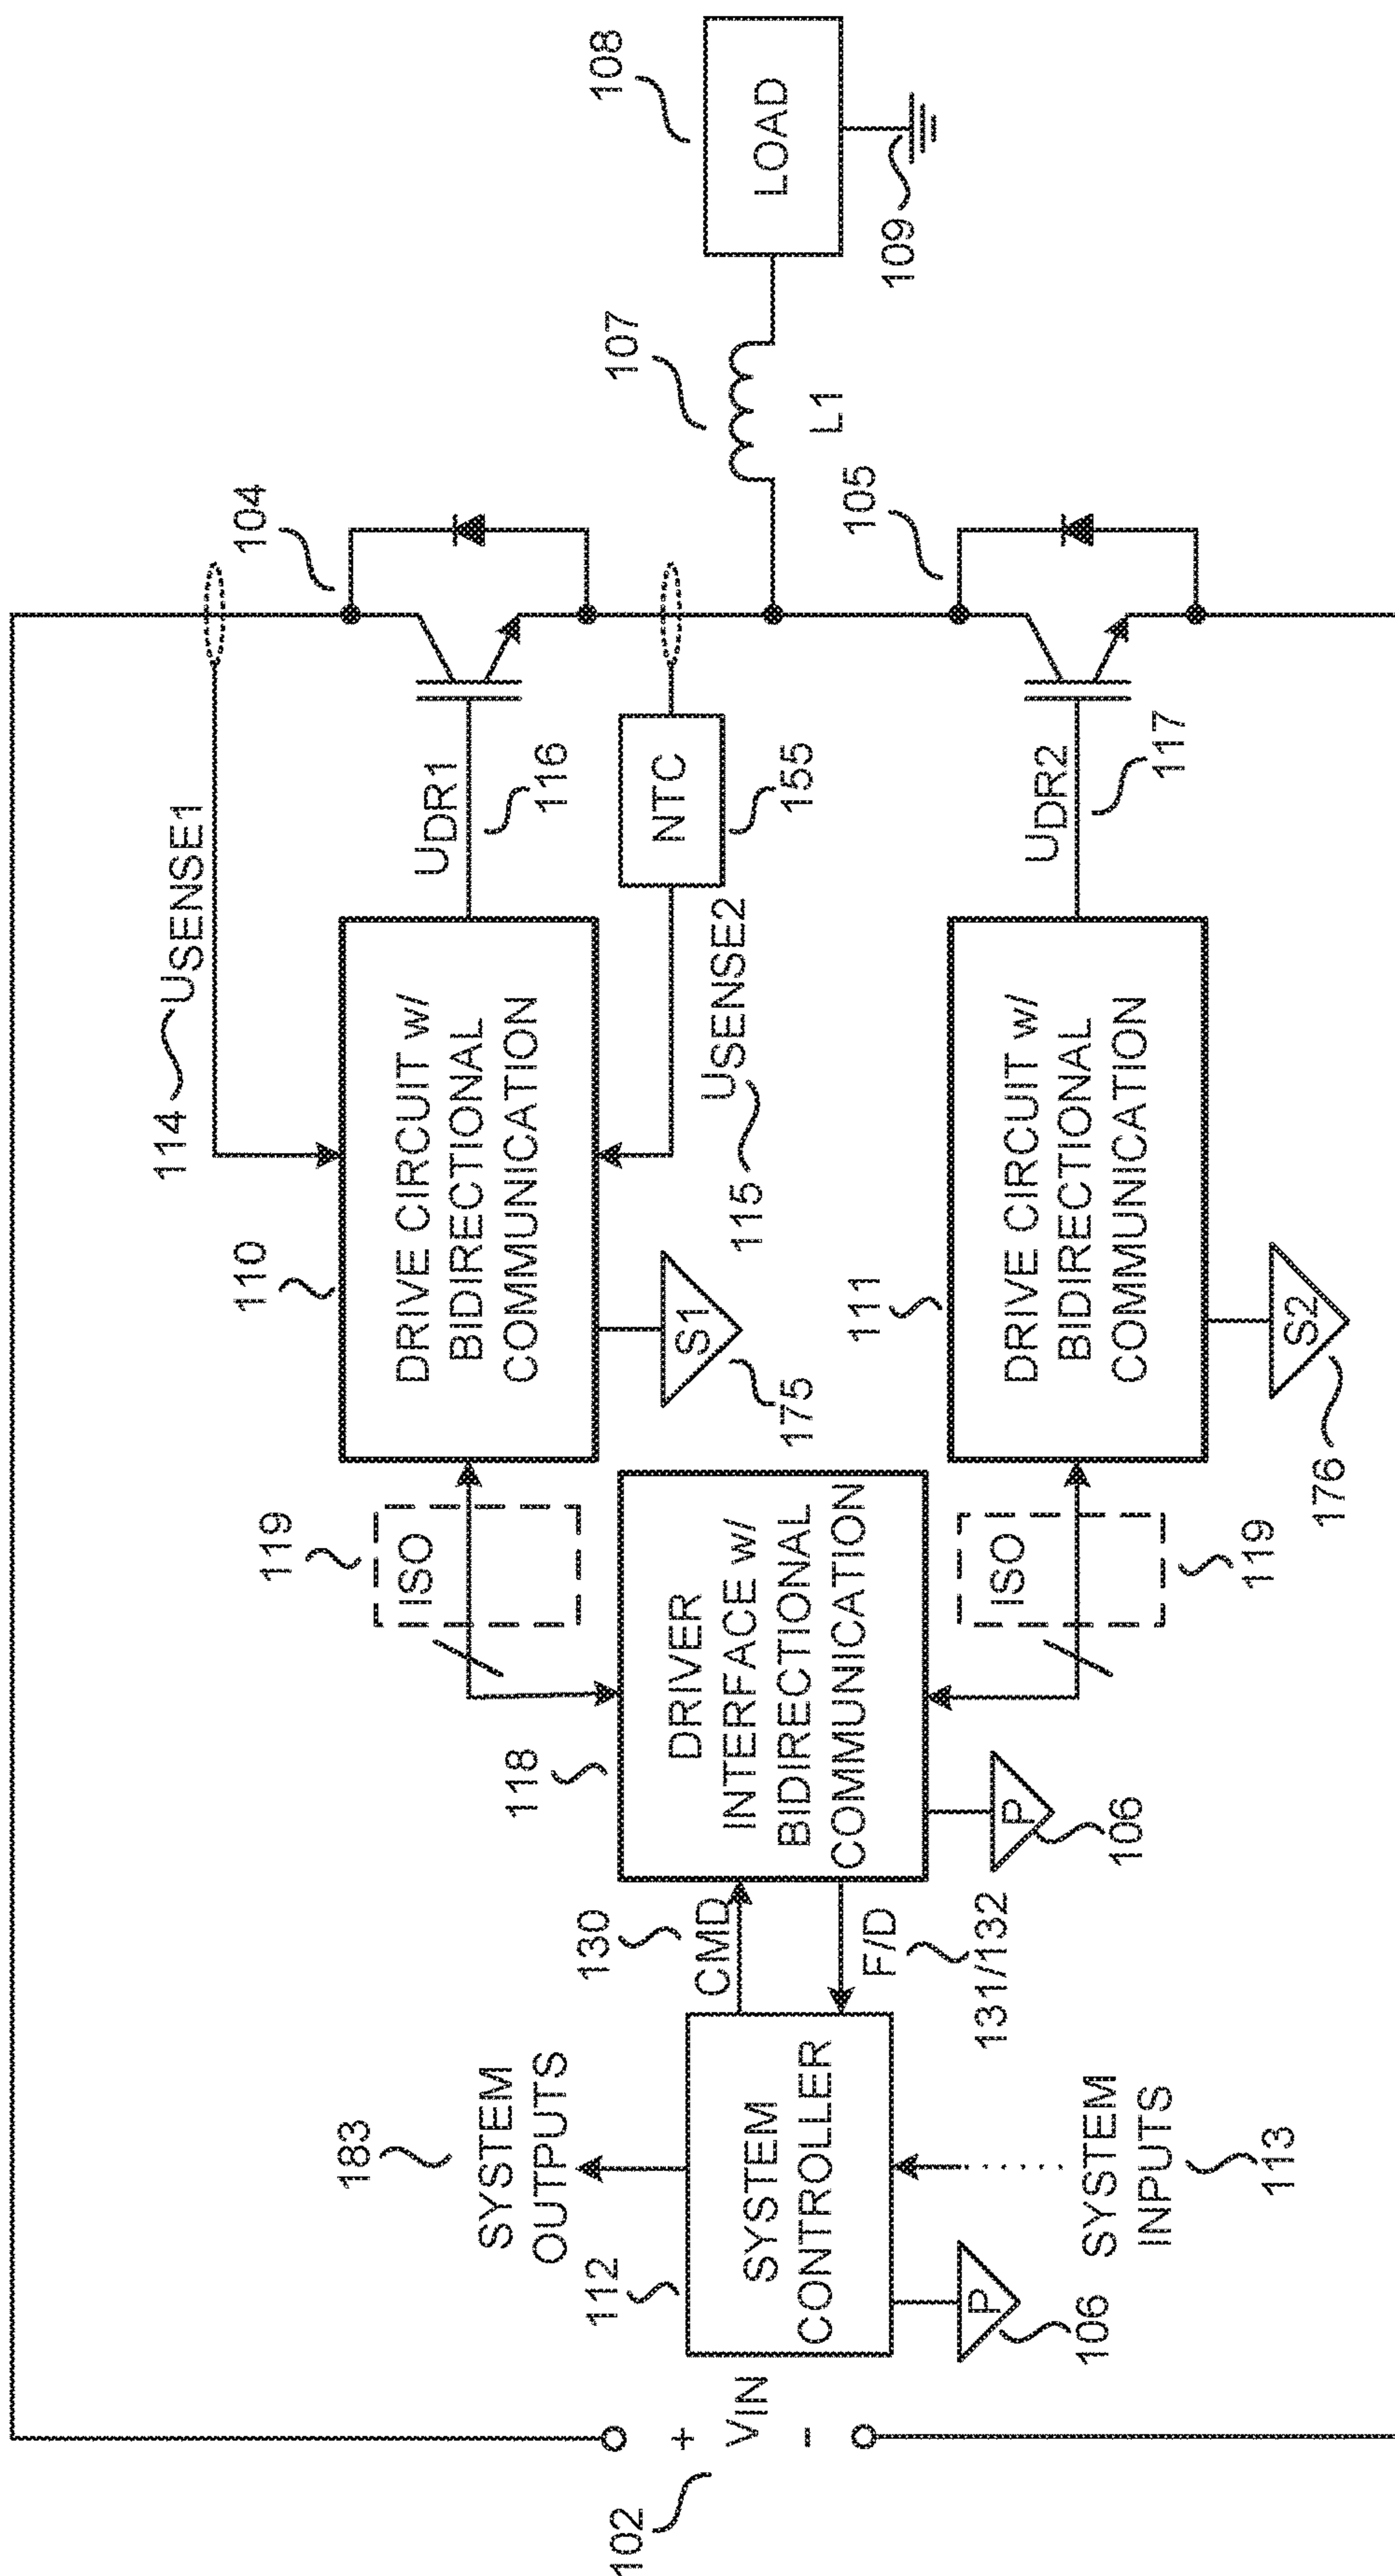 114
USENSE1
104
110
119
ISO
DRIVE CIRCUIT w/
BIDIRECTIONAL
COMMUNICATION
UDR1
116
183
SYSTEM
OUTPUTS
118
S1
175
NTC
155
USENSE2
115
107
L1
108
LOAD
109
102
+
VIN
-
112
SYSTEM
CONTROLLER
130
CMD
F/D
131/132
DRIVER
INTERFACE w/
BIDIRECTIONAL
COMMUNICATION
P
106
P
106
SYSTEM
INPUTS
113
111
105
ISO
119
DRIVE CIRCUIT w/
BIDIRECTIONAL
COMMUNICATION
UDR2
117
S2
176